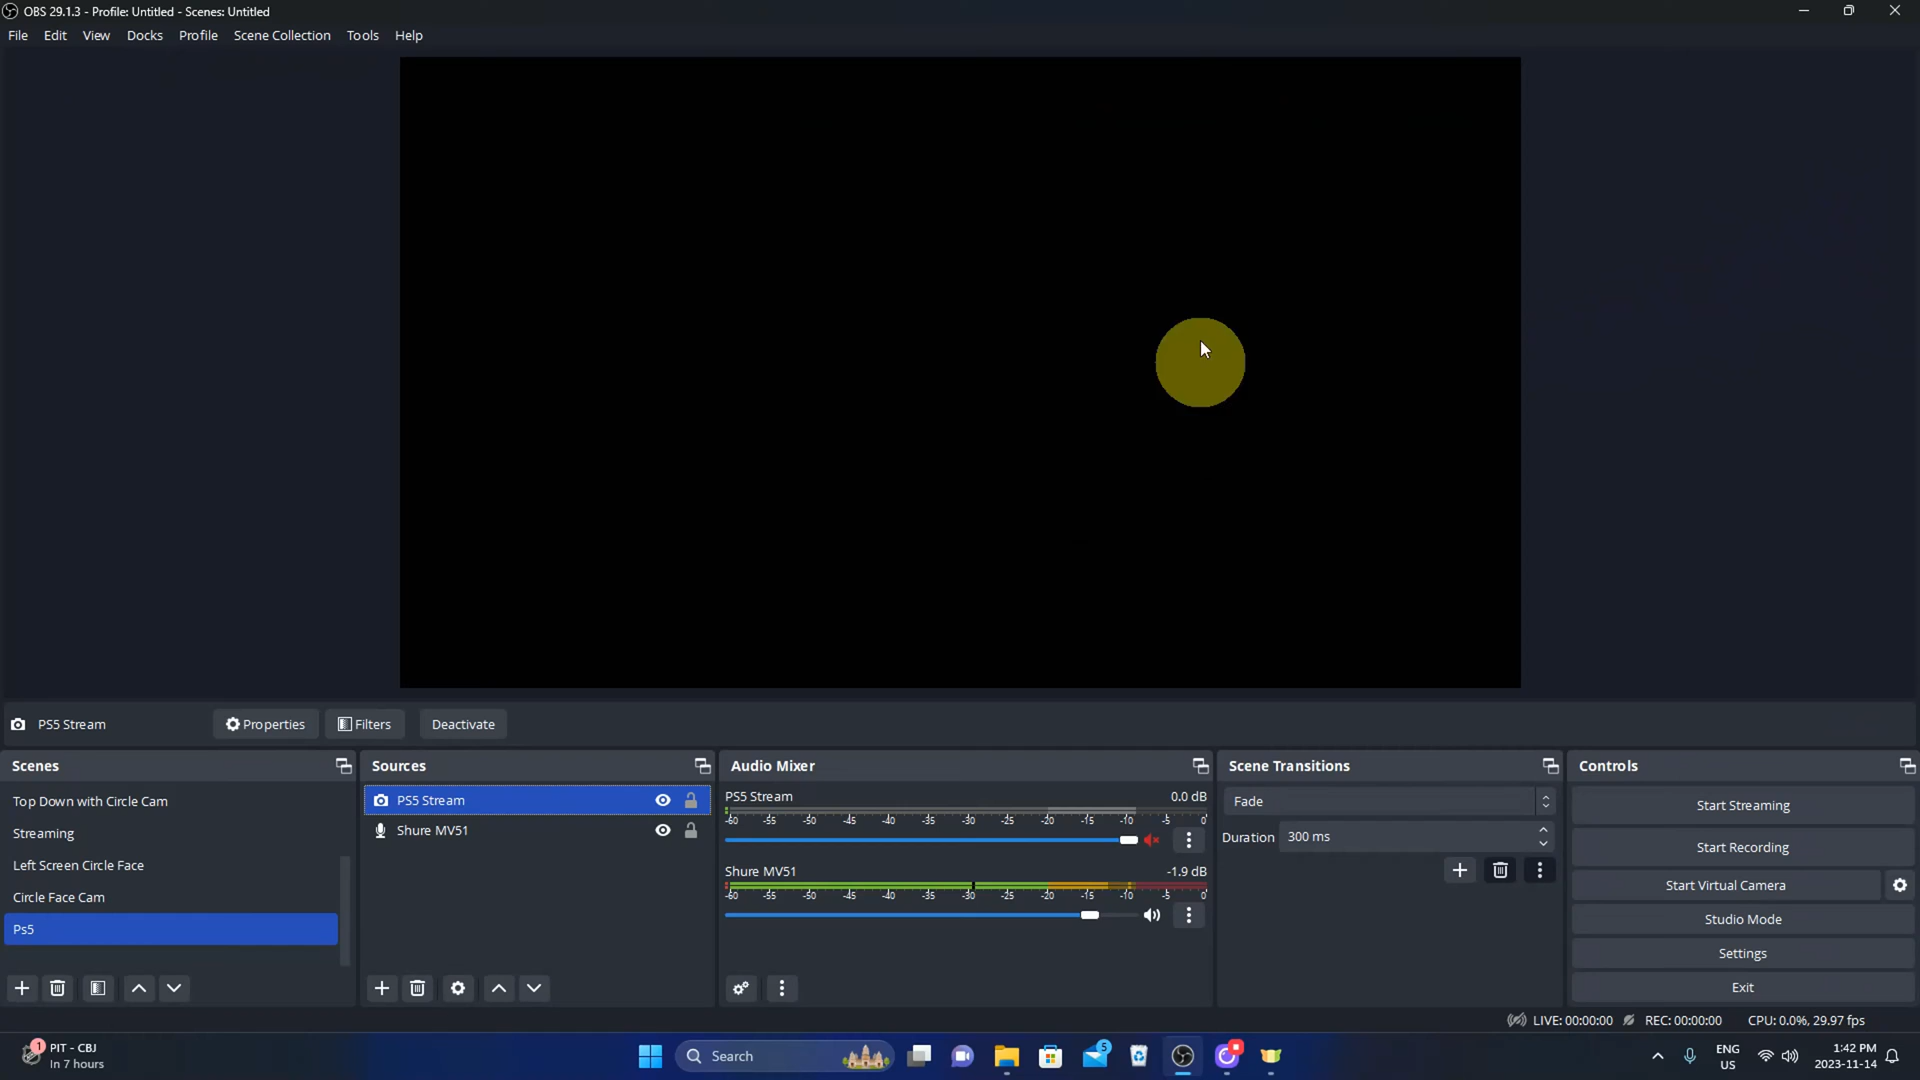 OBS 29.1.3 - Profile: Untitled - Scenes: Untitled
File Edit View Docks Profile Scene Collection Tools Help
PS5 Stream Properties Filters Deactivate
Scenes
Top Down with Circle Cam
Streaming
Left Screen Circle Face
Circle Face Cam
Ps5
Sources
PS5 Stream
Shure MV51
Audio Mixer
PS5 Stream 0.0 dB
-60 -55 -50 -45 -40 -35 -30 -25 -20 -15 -10 -5 0
Shure MV51 -1.9 dB
-60 -55 -50 -45 -40 -35 -30 -25 -20 -15 -10 -5 0
Scene Transitions
Fade
Duration 300 ms
Controls
Start Streaming
Start Recording
Start Virtual Camera
Studio Mode
Settings
Exit
LIVE: 00:00:00 REC: 00:00:00 CPU: 0.0%, 29.97 fps
1
PIT - CBJ
In 7 hours
Search
5
ENG
US
1:42 PM
2023-11-14